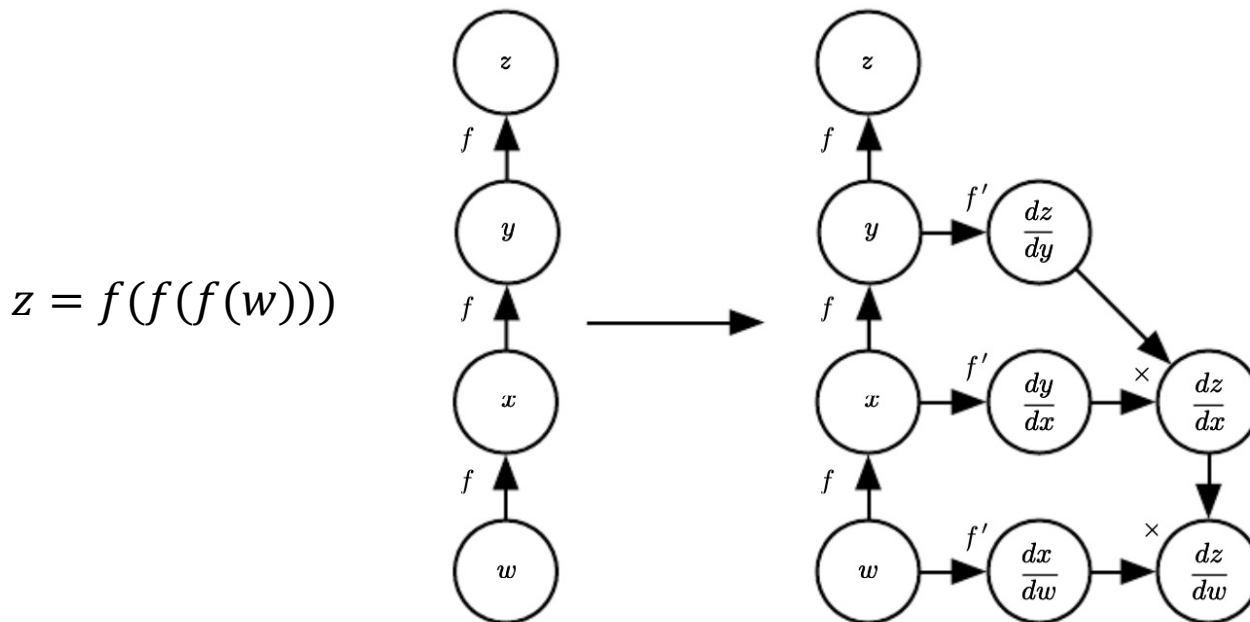 z = f(f(f(w)))
z
f
y
f
x
f
w
z
f
y
f'
dz
dy
f
x
f'
dy
dx
×
dz
dx
f
w
f'
dx
dw
×
dz
dw